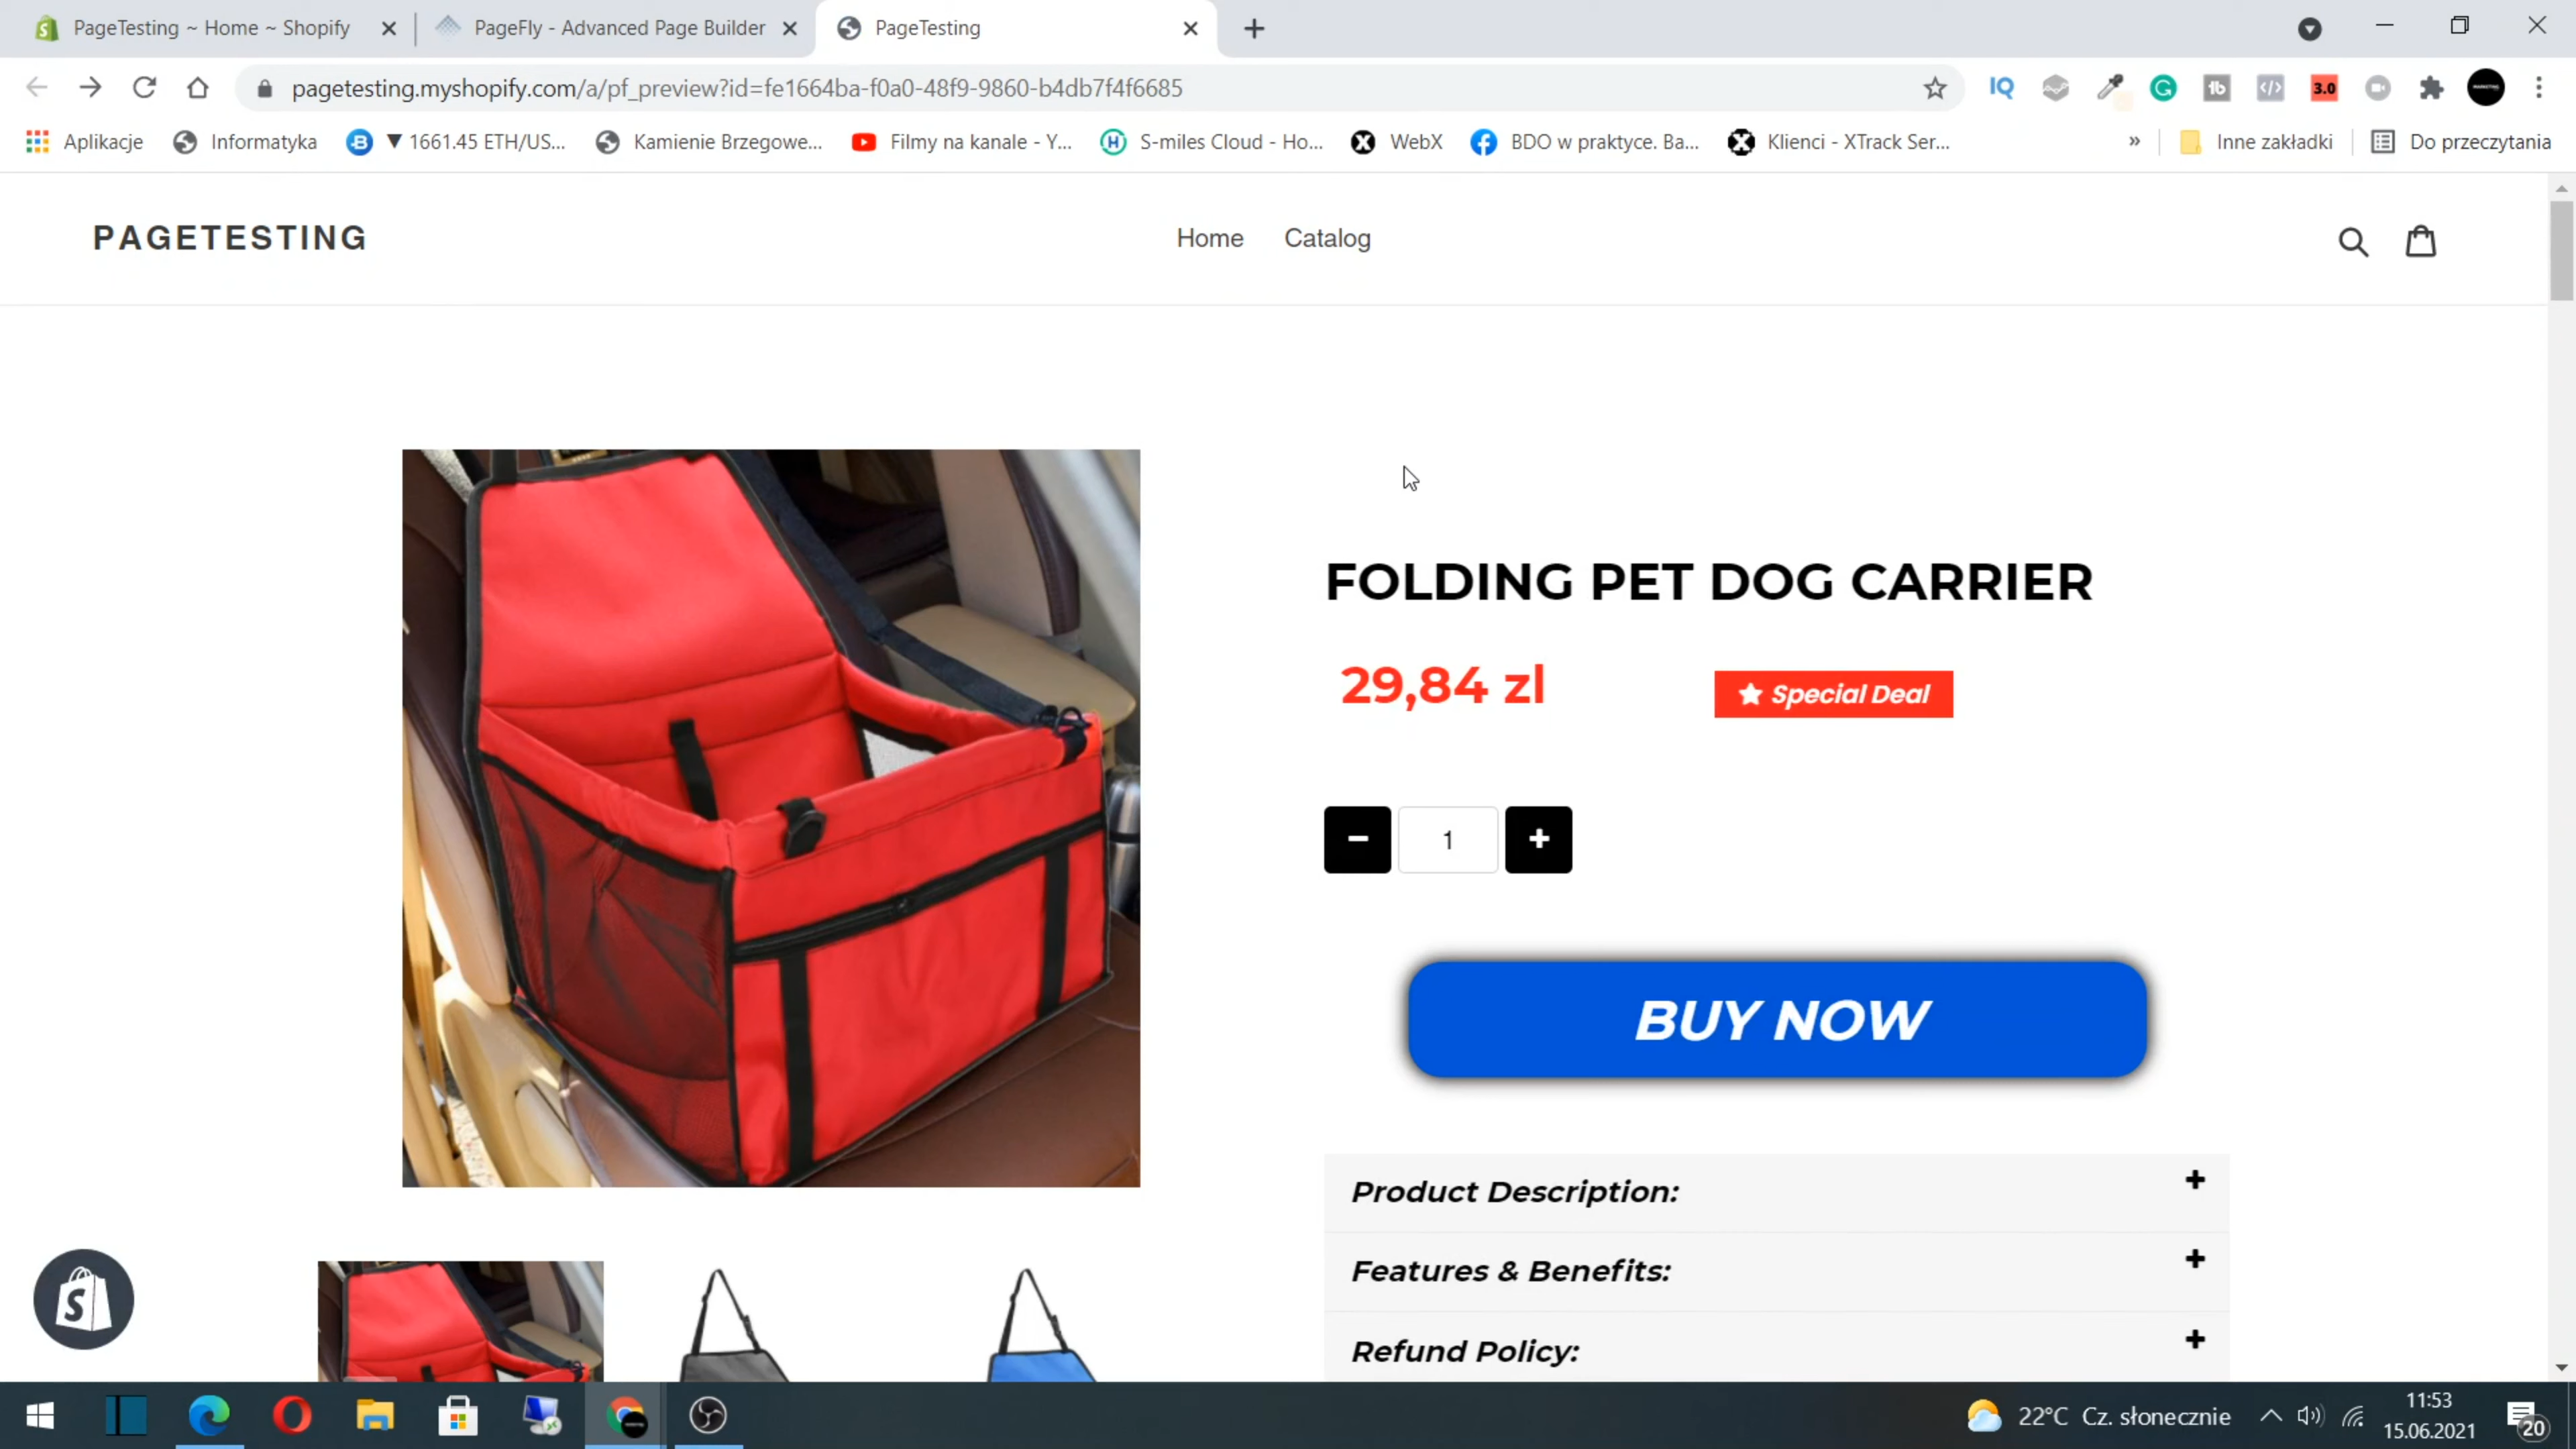 PageTesting ~ Home ~ Shopify
PageFly - Advanced Page Builder
PageTesting
pagetesting.myshopify.com/a/pf_preview?id=fe1664ba-f0a0-48f9-9860-b4db7f4f6685
IQ
3.0
Aplikacje
Informatyka
▼ 1661.45 ETH/US...
Kamienie Brzegowe...
Filmy na kanale - Y...
S-miles Cloud - Ho...
WebX
BDO w praktyce. Ba...
Klienci - XTrack Ser...
»
Inne zakładki
Do przeczytania
PAGETESTING
Home
Catalog
FOLDING PET DOG CARRIER
29,84 zl
Special Deal
1
BUY NOW
Product Description:
Features & Benefits:
Refund Policy:
22°C Cz. słonecznie
11:53
15.06.2021
20